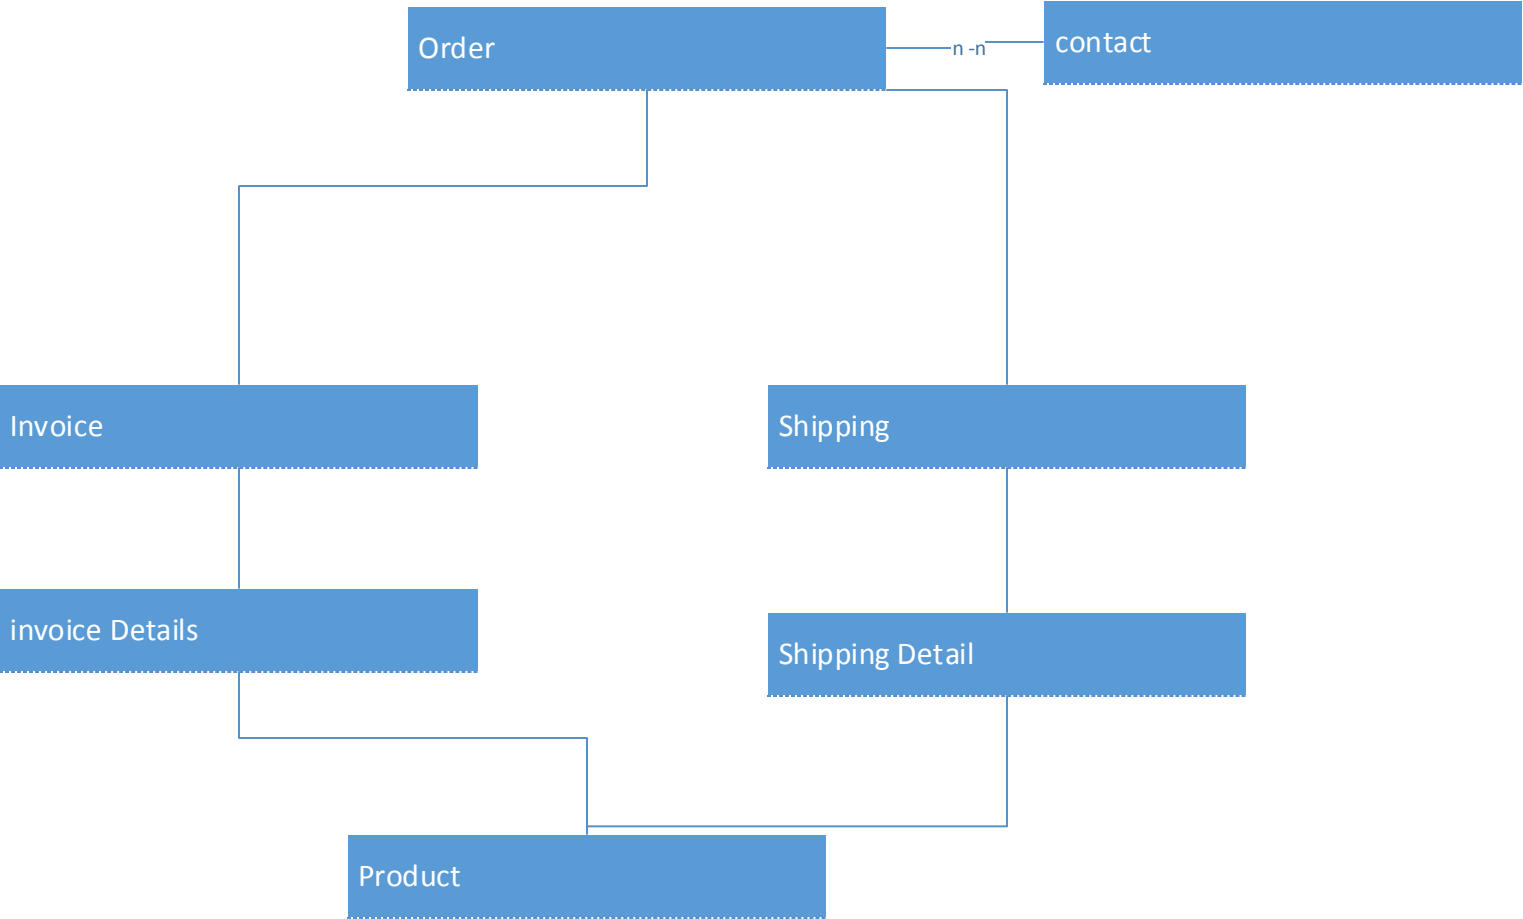 Order
n -n
contact
Invoice
Shipping
invoice Details
Shipping Detail
Product